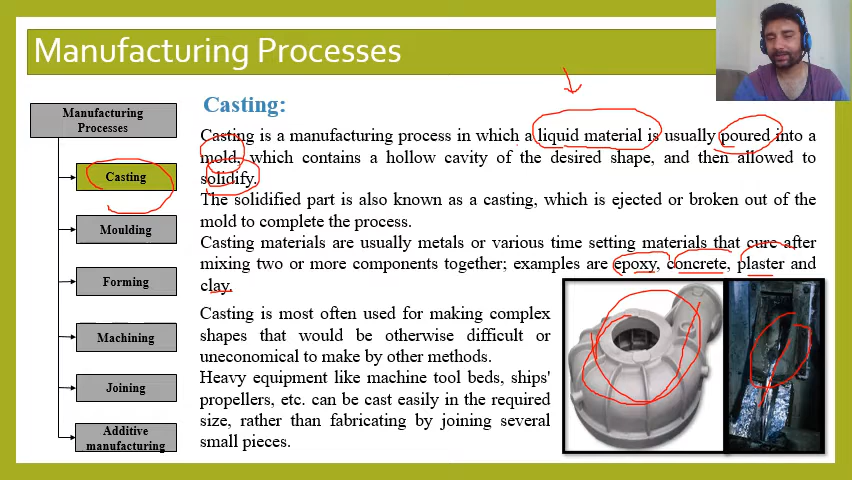 Manufacturing Processes
Manufacturing
Processes
Casting
Moulding
Forming
Machining
Joining
Additive
manufacturing
Casting:
Casting is a manufacturing process in which a liquid material is usually poured into a
mold, which contains a hollow cavity of the desired shape, and then allowed to
solidify.
The solidified part is also known as a casting, which is ejected or broken out of the
mold to complete the process.
Casting materials are usually metals or various time setting materials that cure after
mixing two or more components together; examples are epoxy, concrete, plaster and
clay.
Casting is most often used for making complex
shapes that would be otherwise difficult or
uneconomical to make by other methods.
Heavy equipment like machine tool beds, ships'
propellers, etc. can be cast easily in the required
size, rather than fabricating by joining several
small pieces.